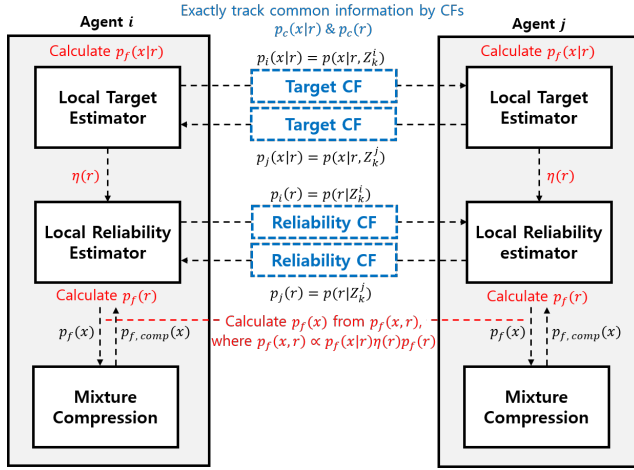 Exactly track common information by CFs
p_c(x|r) & p_c(r)
Agent i
Agent j
Calculate p_f(x|r)
p_i(x|r) = p(x|r, Z_k^i)
Calculate p_f(x|r)
Local Target
Estimator
Target CF
Target CF
Local Target
Estimator
p_j(x|r) = p(x|r, Z_k^j)
η(r)
η(r)
p_i(r) = p(r|Z_k^i)
Local Reliability
Estimator
Reliability CF
Reliability CF
Local Reliability
estimator
p_j(r) = p(r|Z_k^j)
Calculate p_f(r)
Calculate p_f(r)
p_f(x)
p_{f,comp}(x)
Calculate p_f(x) from p_f(x, r),
where p_f(x, r) ∝ p_f(x|r)η(r)p_f(r)
p_f(x)
p_{f,comp}(x)
Mixture
Compression
Mixture
Compression